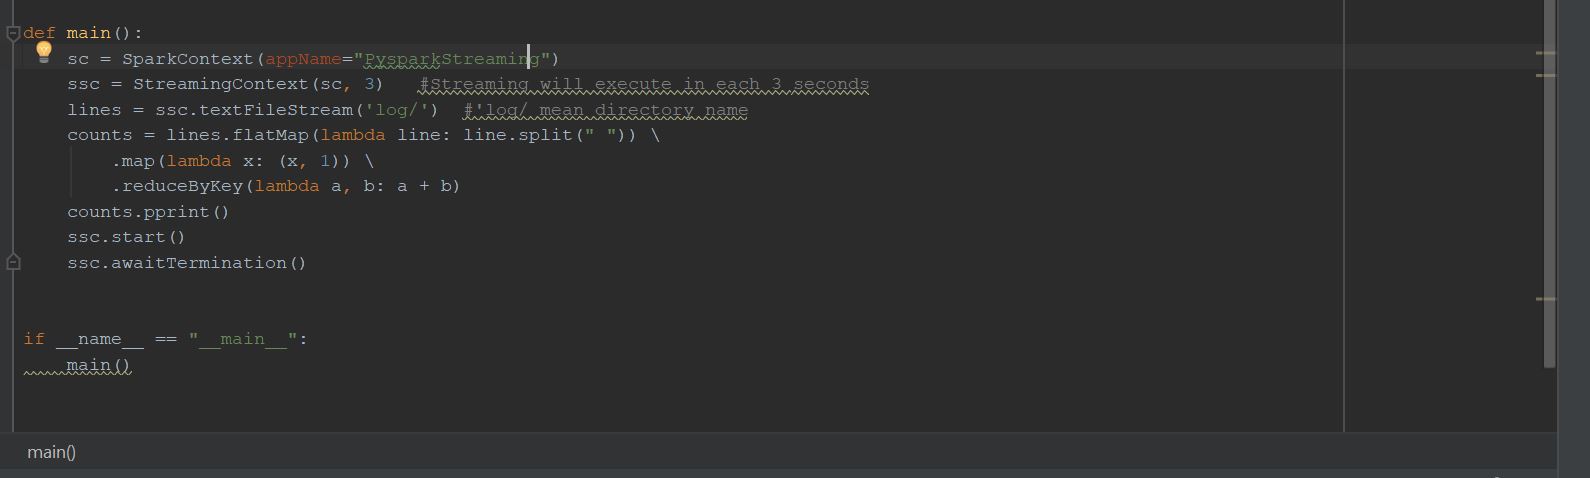 def main():
    sc = SparkContext(appName="PysparkStreaming")
    ssc = StreamingContext(sc, 3)   #Streaming will execute in each 3 seconds
    lines = ssc.textFileStream('log/')  #'log/ mean directory name
    counts = lines.flatMap(lambda line: line.split(" ")) \
        .map(lambda x: (x, 1)) \
        .reduceByKey(lambda a, b: a + b)
    counts.pprint()
    ssc.start()
    ssc.awaitTermination()
if __name__ == "__main__":
    main()
main()